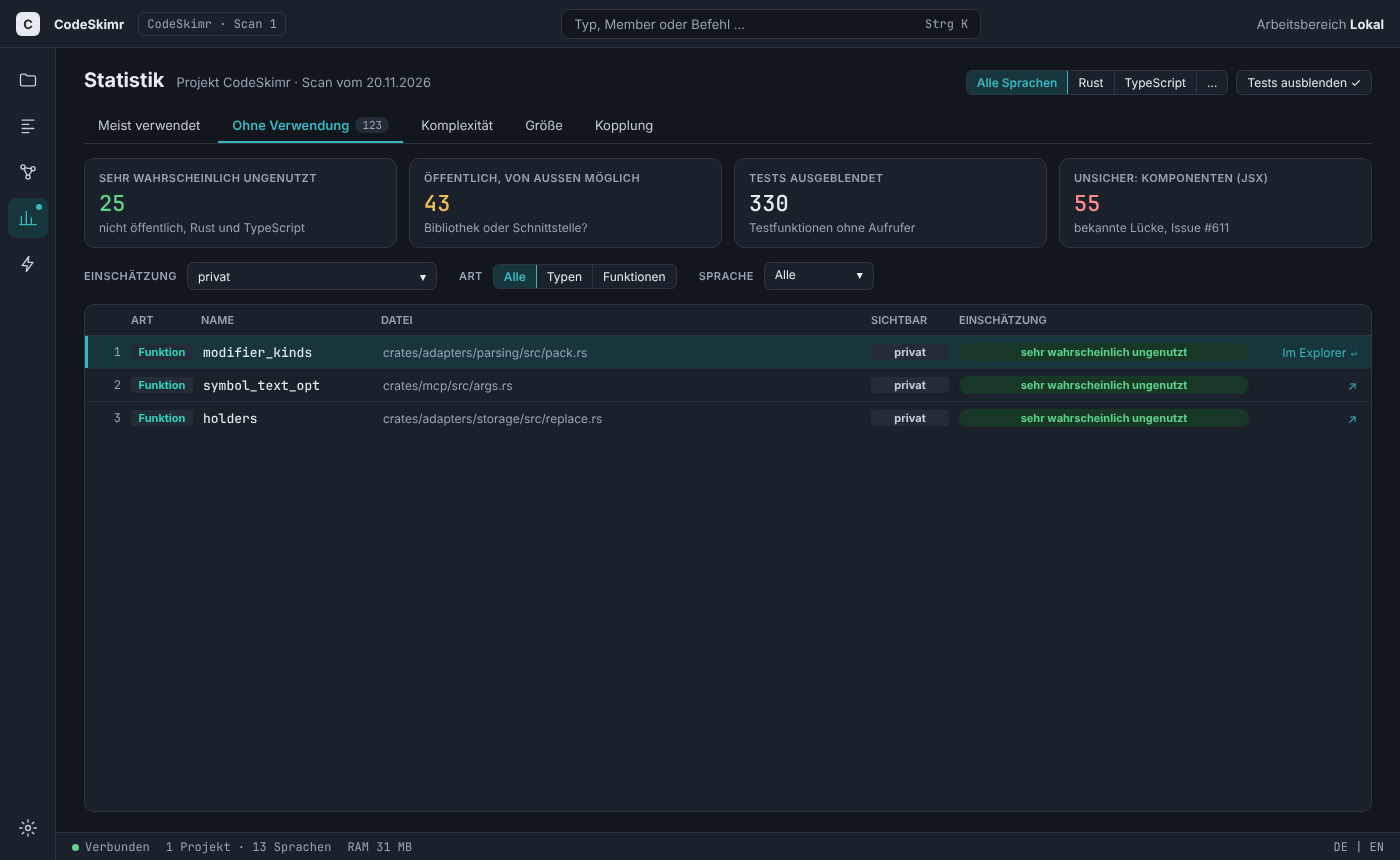 C CodeSkimr CodeSkimr · Scan 1 Typ, Member oder Befehl ... Strg K Arbeitsbereich Lokal
Statistik Projekt CodeSkimr · Scan vom 20.11.2026 Alle Sprachen Rust TypeScript ... Tests ausblenden ✓
Meist verwendet Ohne Verwendung 123 Komplexität Größe Kopplung
SEHR WAHRSCHEINLICH UNGENUTZT
25
nicht öffentlich, Rust und TypeScript
ÖFFENTLICH, VON AUSSEN MÖGLICH
43
Bibliothek oder Schnittstelle?
TESTS AUSGEBLENDET
330
Testfunktionen ohne Aufrufer
UNSICHER: KOMPONENTEN (JSX)
55
bekannte Lücke, Issue #611
EINSCHÄTZUNG privat ▾ ART Alle Typen Funktionen SPRACHE Alle ▾
ART NAME DATEI SICHTBAR EINSCHÄTZUNG
1 Funktion modifier_kinds crates/adapters/parsing/src/pack.rs privat sehr wahrscheinlich ungenutzt Im Explorer ↵
2 Funktion symbol_text_opt crates/mcp/src/args.rs privat sehr wahrscheinlich ungenutzt ↗
3 Funktion holders crates/adapters/storage/src/replace.rs privat sehr wahrscheinlich ungenutzt ↗
Verbunden 1 Projekt · 13 Sprachen RAM 31 MB DE | EN